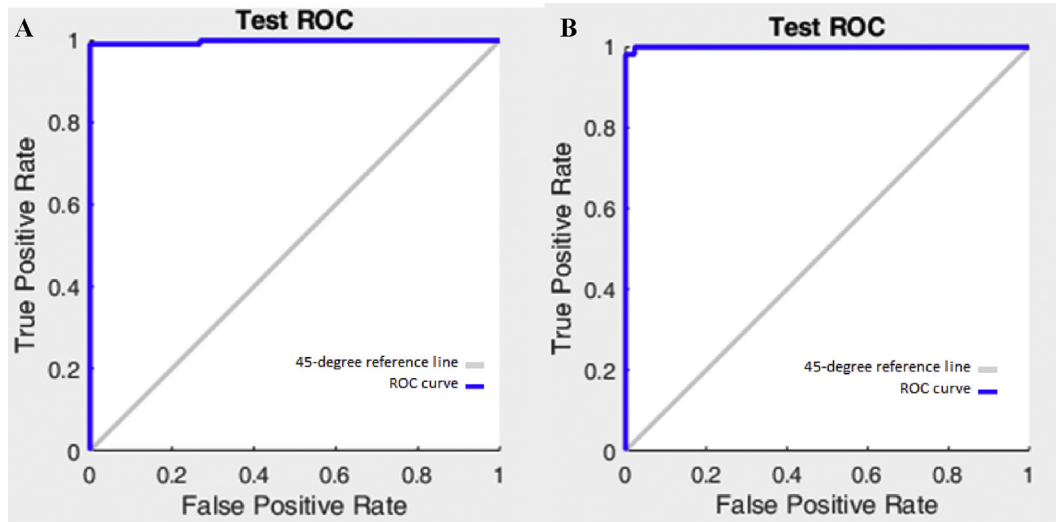 A
Test ROC
1
0.8
0.6
0.4
0.2
0
True Positive Rate
45-degree reference line
ROC curve
0 0.2 0.4 0.6 0.8 1
False Positive Rate
B
Test ROC
1
0.8
0.6
0.4
0.2
0
True Positive Rate
45-degree reference line
ROC curve
0 0.2 0.4 0.6 0.8 1
False Positive Rate